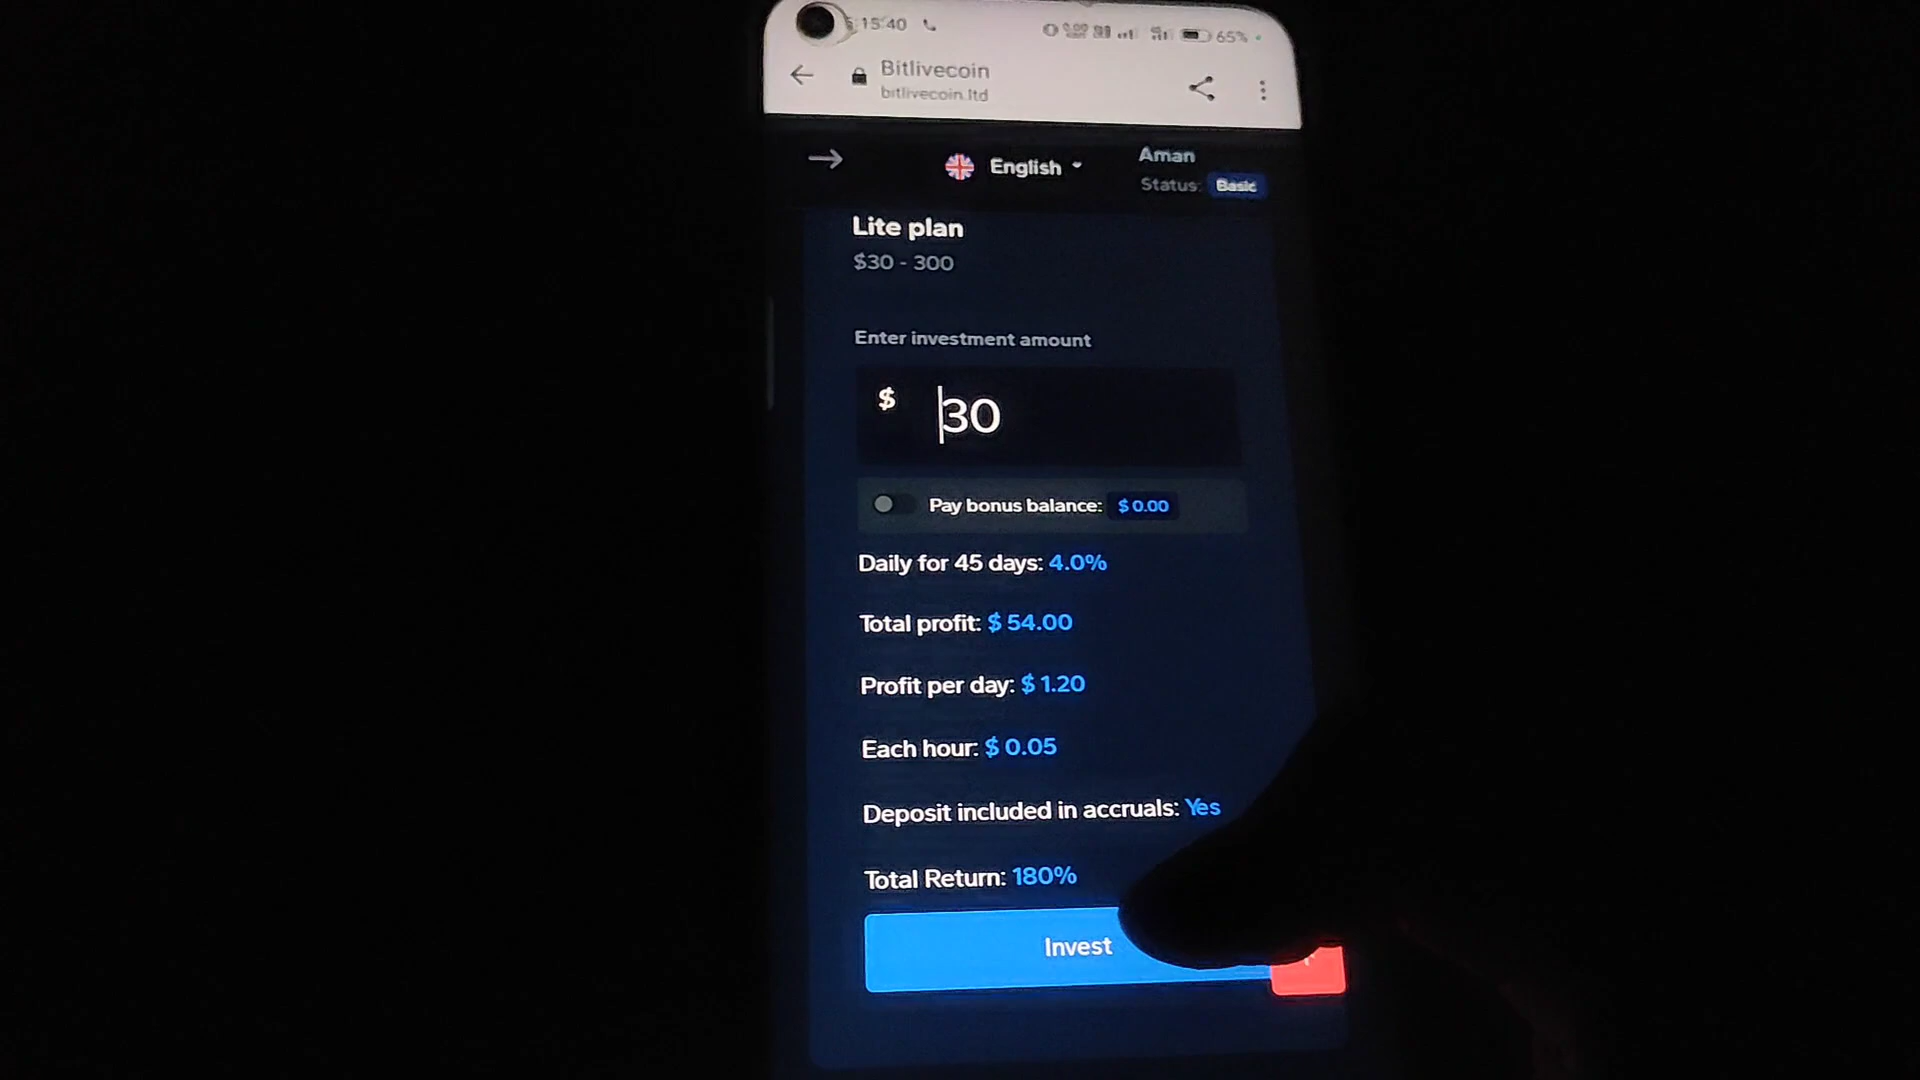 15:40
65%
Bitlivecoin
bitlivecoin.ltd
English
Aman
Status: Basic
Lite plan
$30 - 300
Enter investment amount
$ 30
Pay bonus balance: $ 0.00
Daily for 45 days: 4.0%
Total profit: $ 54.00
Profit per day: $ 1.20
Each hour: $ 0.05
Deposit included in accruals: Yes
Total Return: 180%
Invest